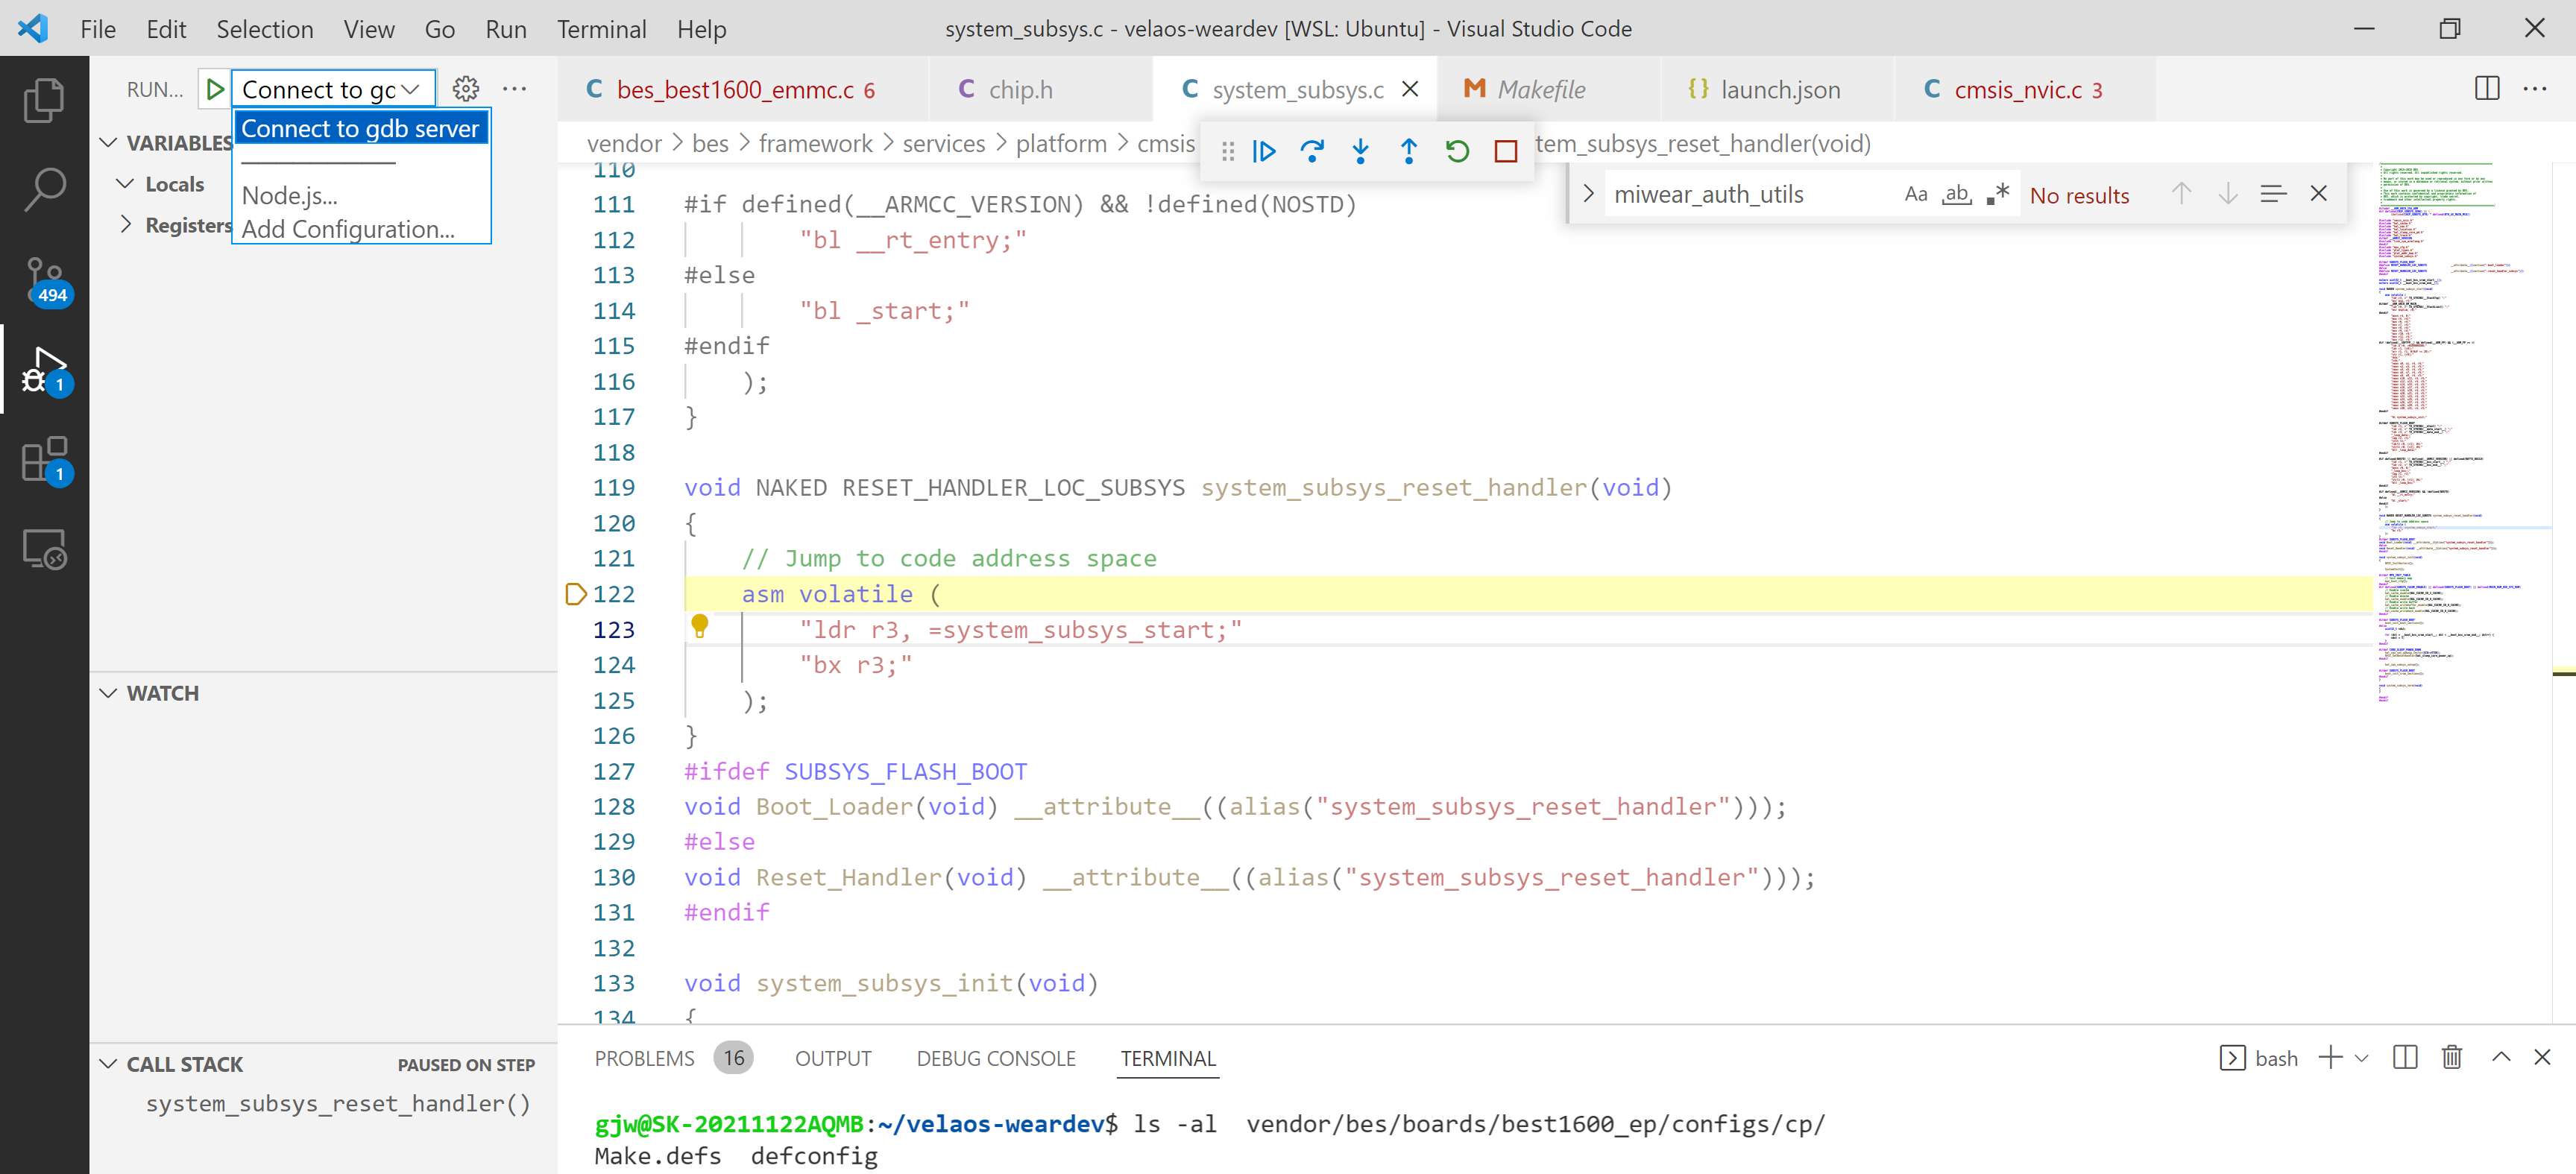 File Edit Selection View Go Run Terminal Help
system_subsys.c - velaos-weardev [WSL: Ubuntu] - Visual Studio Code
RUN... Connect to gc
Connect to gdb server
Node.js...
Add Configuration...
VARIABLES
Locals
Registers
494
1
1
WATCH
CALL STACK PAUSED ON STEP
system_subsys_reset_handler()
C bes_best1600_emmc.c 6 C chip.h C system_subsys.c M Makefile {} launch.json C cmsis_nvic.c 3
vendor > bes > framework > services > platform > cmsis tem_subsys_reset_handler(void)
miwear_auth_utils Aa ab .* No results
110
111 #if defined(__ARMCC_VERSION) && !defined(NOSTD)
112 "bl __rt_entry;"
113 #else
114 "bl _start;"
115 #endif
116 );
117 }
118
119 void NAKED RESET_HANDLER_LOC_SUBSYS system_subsys_reset_handler(void)
120 {
121 // Jump to code address space
122 asm volatile (
123 "ldr r3, =system_subsys_start;"
124 "bx r3;"
125 );
126 }
127 #ifdef SUBSYS_FLASH_BOOT
128 void Boot_Loader(void) __attribute__((alias("system_subsys_reset_handler")));
129 #else
130 void Reset_Handler(void) __attribute__((alias("system_subsys_reset_handler")));
131 #endif
132
133 void system_subsys_init(void)
134 {
PROBLEMS 16 OUTPUT DEBUG CONSOLE TERMINAL bash
gjw@SK-20211122AQMB:~/velaos-weardev$ ls -al  vendor/bes/boards/best1600_ep/configs/cp/
Make.defs  defconfig